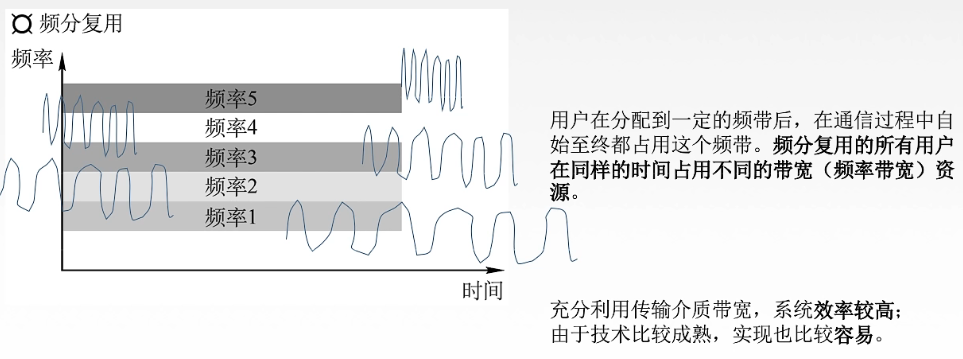 ¤ 频分复用
频率
频率5
频率4
频率3
频率2
频率1
时间
用户在分配到一定的频带后，在通信过程中自
始至终都占用这个频带。频分复用的所有用户
在同样的时间占用不同的带宽（频率带宽）资
源。
充分利用传输介质带宽，系统效率较高；
由于技术比较成熟，实现也比较容易。